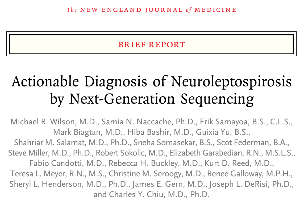 The NEW ENGLAND JOURNAL of MEDICINE
BRIEF REPORT
Actionable Diagnosis of Neuroleptospirosis
by Next-Generation Sequencing
Michael R. Wilson, M.D., Samia N. Naccache, Ph.D., Erik Samayoa, B.S., C.L.S.,
Mark Biagtan, M.D., Hiba Bashir, M.D., Guixia Yu, B.S.,
Shahriar M. Salamat, M.D., Ph.D., Sneha Somasekar, B.S., Scot Federman, B.A.,
Steve Miller, M.D., Ph.D., Robert Sokolic, M.D., Elizabeth Garabedian, R.N., M.S.L.S.,
Fabio Candotti, M.D., Rebecca H. Buckley, M.D., Kurt D. Reed, M.D.,
Teresa L. Meyer, R.N., M.S., Christine M. Seroogy, M.D., Renee Galloway, M.P.H.,
Sheryl L. Henderson, M.D., Ph.D., James E. Gern, M.D., Joseph L. DeRisi, Ph.D.,
and Charles Y. Chiu, M.D., Ph.D.